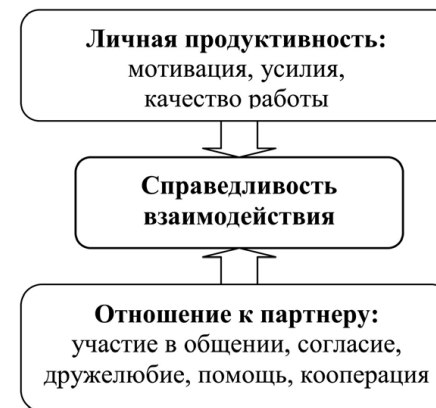 Личная продуктивность:
мотивация, усилия,
качество работы
Справедливость
взаимодействия
Отношение к партнеру:
участие в общении, согласие,
дружелюбие, помощь, кооперация